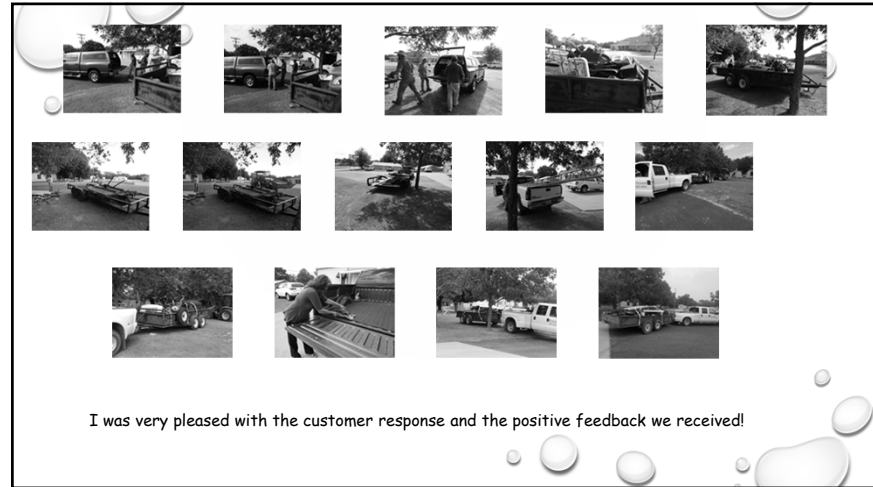 I was very pleased with the customer response and the positive feedback we received!